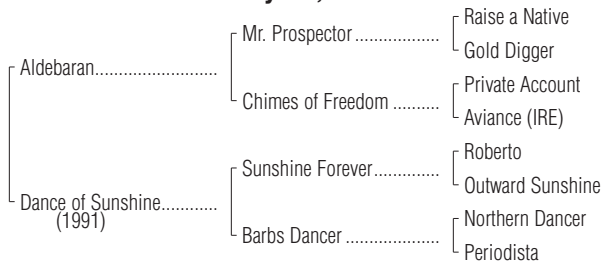 Raise a Native
Mr. Prospector..................
Gold Digger
Aldebaran..........................
Private Account
Chimes of Freedom ..........
Aviance (IRE)
Roberto
Sunshine Forever..............
Outward Sunshine
Dance of Sunshine............
(1991)
Northern Dancer
Barbs Dancer ....................
Periodista